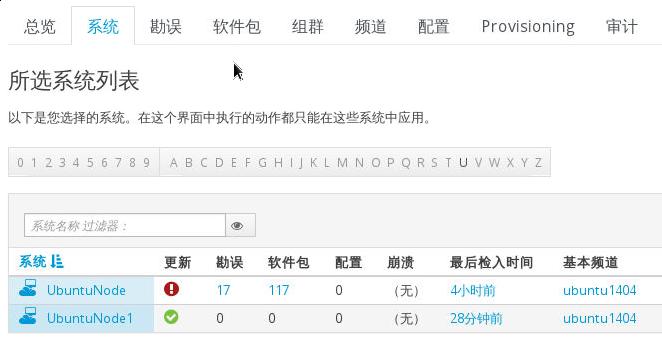 总览 系统 勘误 软件包 组群 频道 配置 Provisioning 审计
所选系统列表
以下是您选择的系统。在这个界面中执行的动作都只能在这些系统中应用。
0 1 2 3 4 5 6 7 8 9 A B C D E F G H I J K L M N O P Q R S T U V W X Y Z
系统名称 过滤器：
系统 更新 勘误 软件包 配置 崩溃 最后检入时间 基本频道
UbuntuNode 17 117 0 （无） 4小时前 ubuntu1404
UbuntuNode1 0 0 0 （无） 28分钟前 ubuntu1404